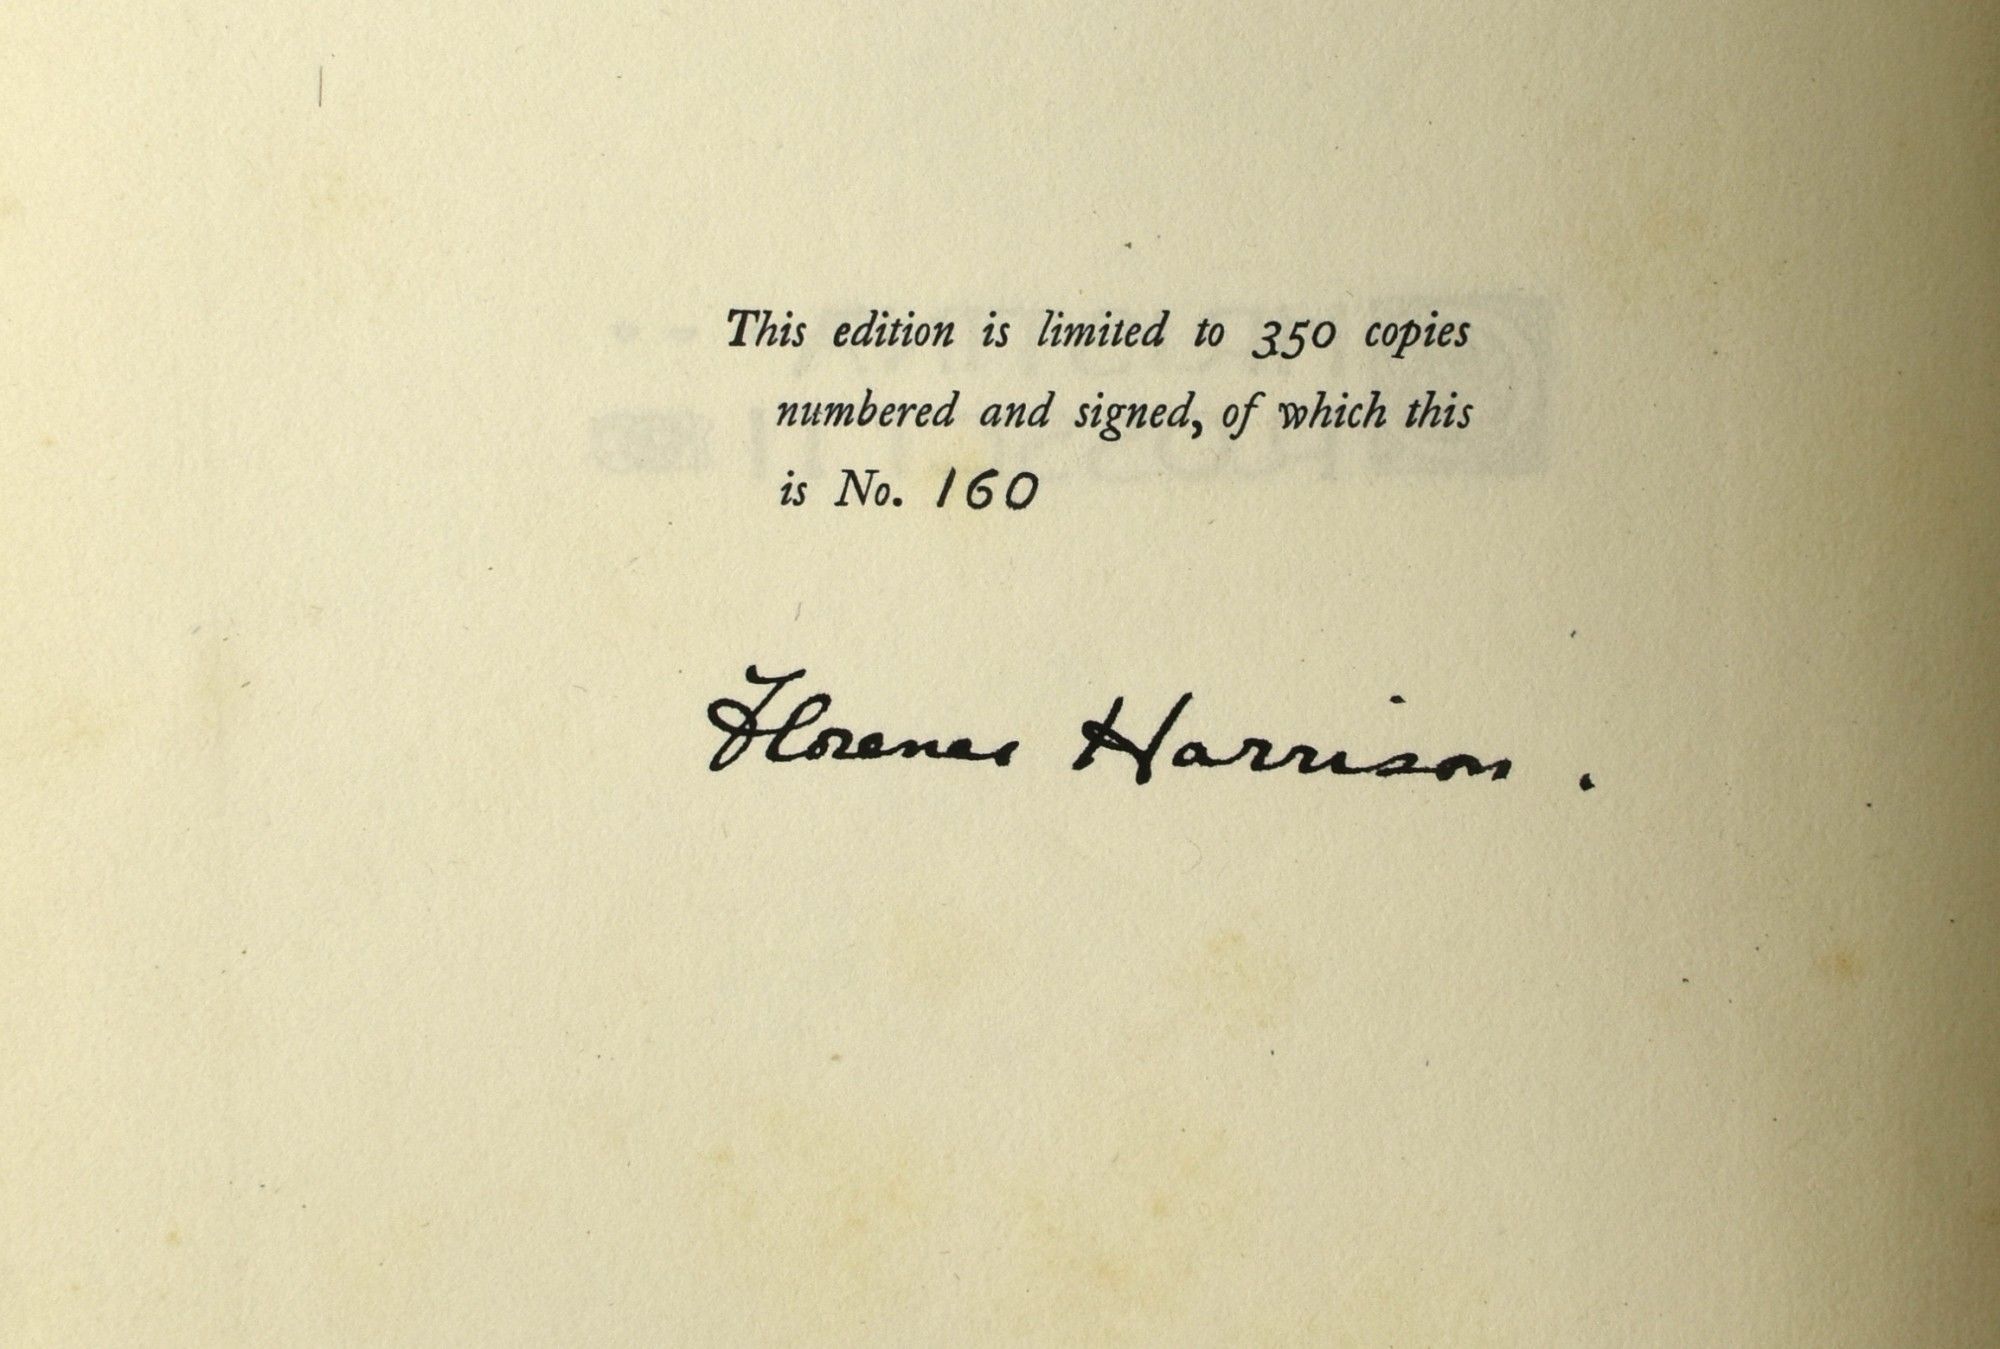 This edition is limited to 350 copies
numbered and signed, of which this
is No. 160
Florence Harrison.